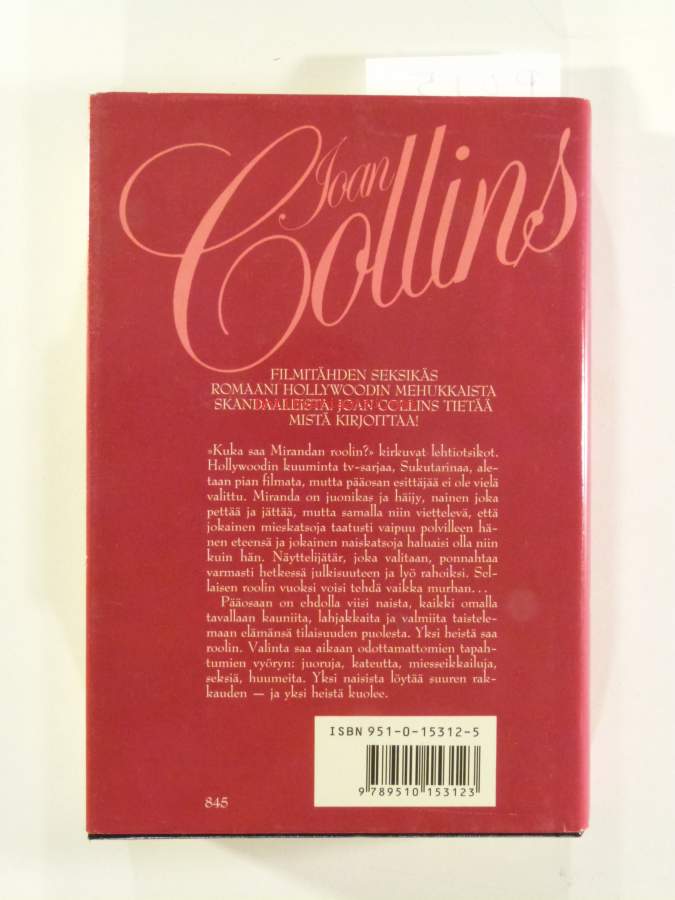 Joan
Collins
FILMITÄHDEN SEKSIKÄS
ROMAANI HOLLYWOODIN MEHUKKAISTA
SKANDAALEISTA! JOAN COLLINS TIETÄÄ
MISTÄ KIRJOITTAA!
»Kuka saa Mirandan roolin?» kirkuvat lehtiotsikot.
Hollywoodin kuuminta tv-sarjaa, Sukutarinaa, ale-
taan pian filmata, mutta pääosan esittäjää ei ole vielä
valittu. Miranda on juonikas ja häijy, nainen joka
pettää ja jättää, mutta samalla niin viettelevä, että
jokainen mieskatsoja taatusti vaipuu polvilleen hä-
nen eteensä ja jokainen naiskatsoja haluaisi olla niin
kuin hän. Näyttelijätär, joka valitaan, ponnahtaa
varmasti hetkessä julkisuuteen ja lyö rahoiksi. Sel-
laisen roolin vuoksi voisi tehdä vaikka murhan...
Pääosaan on ehdolla viisi naista, kaikki omalla
tavallaan kauniita, lahjakkaita ja valmiita taistele-
maan elämänsä tilaisuuden puolesta. Yksi heistä saa
roolin. Valinta saa aikaan odottamattomien tapah-
tumien vyöryn: juoruja, kateutta, miesseikkailuja,
seksiä, huumeita. Yksi naisista löytää suuren rak-
kauden — ja yksi heistä kuolee.
ISBN 951-0-15312-5
9 789510 153123
845